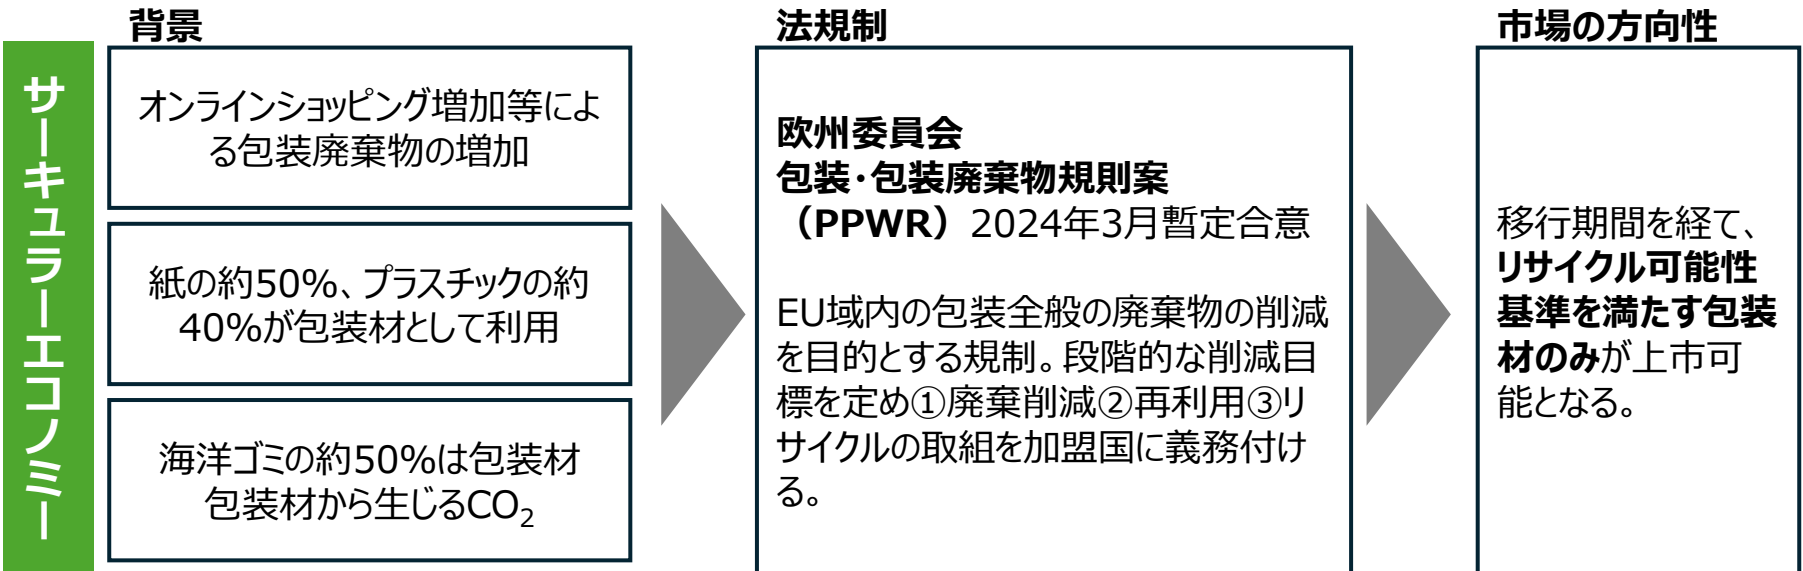 サーキュラーエコノミー
背景
オンラインショッピング増加等によ
る包装廃棄物の増加
紙の約50%、プラスチックの約
40%が包装材として利用
海洋ゴミの約50%は包装材
包装材から生じるCO₂
法規制
欧州委員会
包装・包装廃棄物規則案
（PPWR）2024年3月暫定合意
EU域内の包装全般の廃棄物の削減
を目的とする規制。段階的な削減目
標を定め①廃棄削減②再利用③リ
サイクルの取組を加盟国に義務付け
る。
市場の方向性
移行期間を経て、
リサイクル可能性
基準を満たす包装
材のみが上市可
能となる。